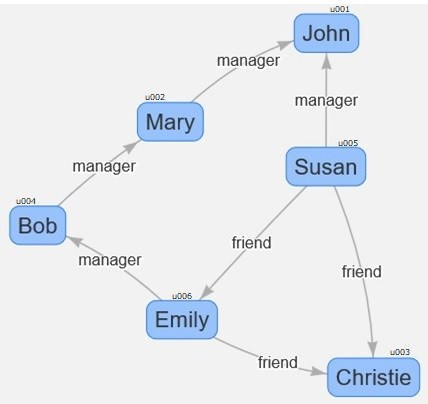 u001
John
manager
u002
Mary
manager
u005
Susan
manager
u004
Bob
friend
manager
friend
u006
Emily
friend
u003
Christie